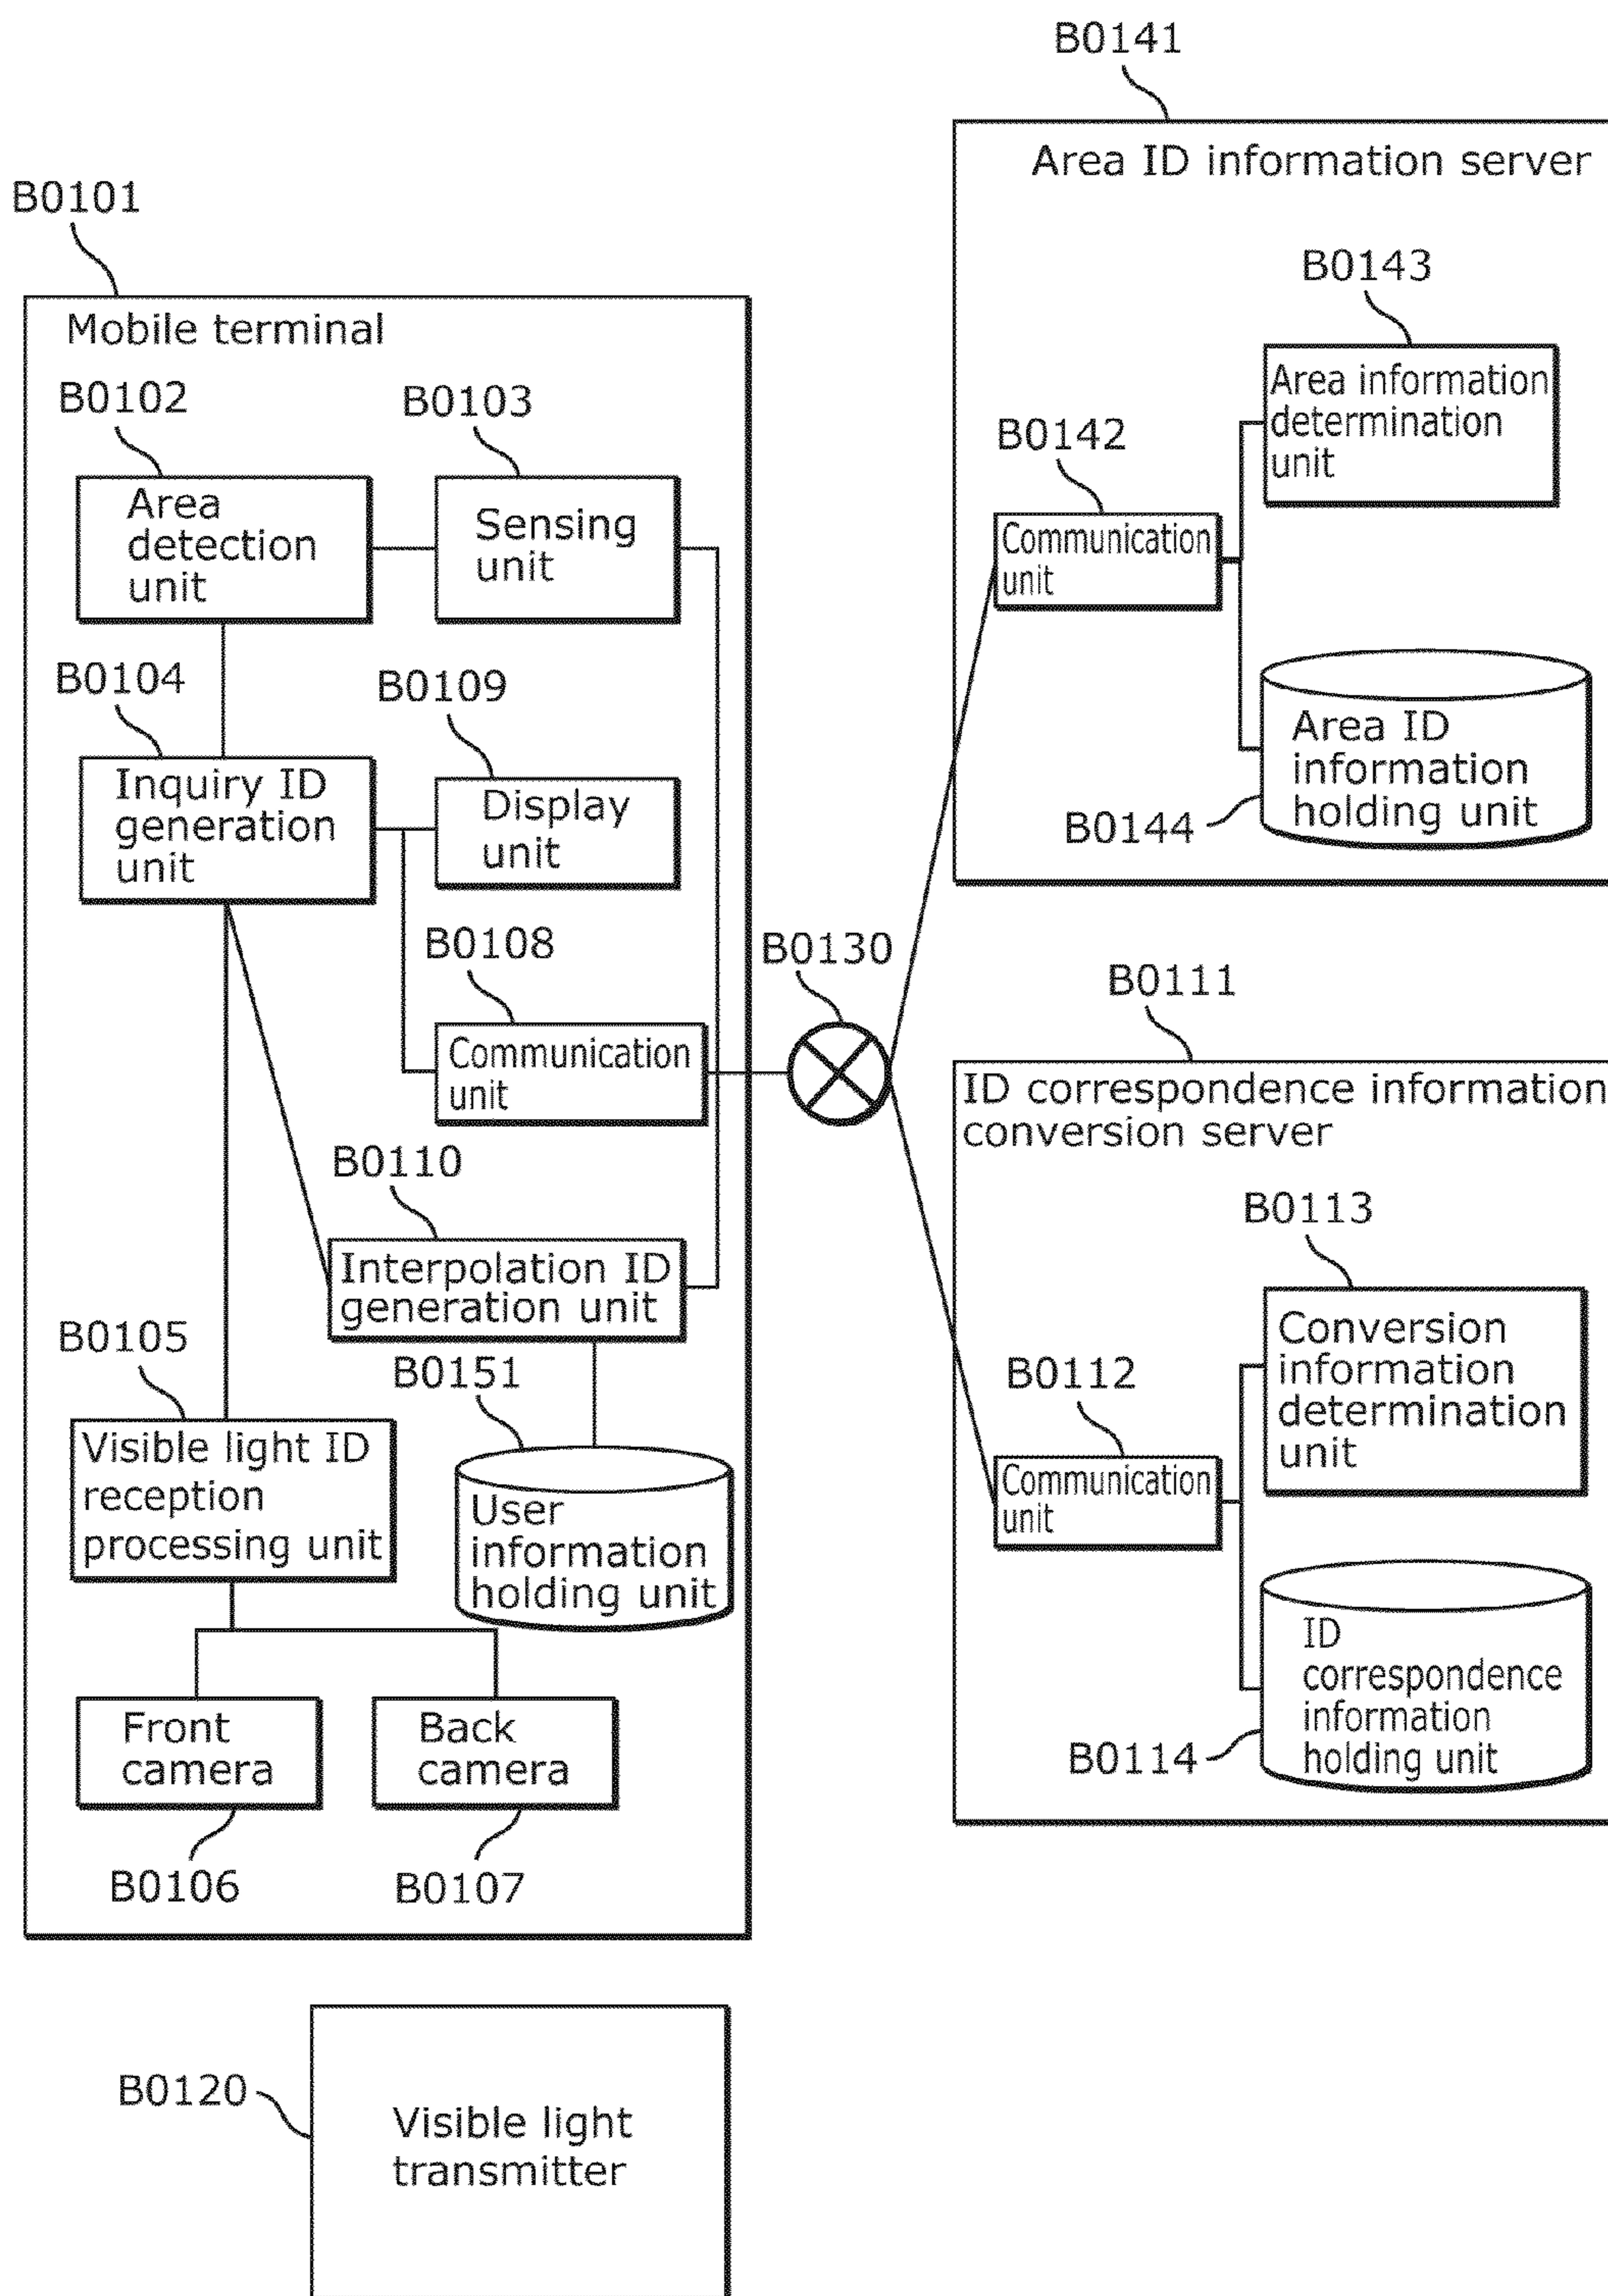 B0141
Area ID information server
B0101
B0143
Mobile terminal
Area information
determination
unit
B0102
B0103
B0142
Area
detection
unit
Sensing
unit
Communication
unit
B0104
B0109
Area ID
information
holding unit
B0144
Inquiry ID
generation
unit
Display
unit
B0108
B0130
B0111
Communication
unit
ID correspondence information
conversion server
B0110
B0113
Interpolation ID
generation unit
Conversion
information
determination
unit
B0105
B0151
B0112
Visible light ID
reception
processing unit
User
information
holding unit
Communication
unit
ID
correspondence
information
holding unit
B0114
Front
camera
Back
camera
B0106
B0107
B0120
Visible light
transmitter